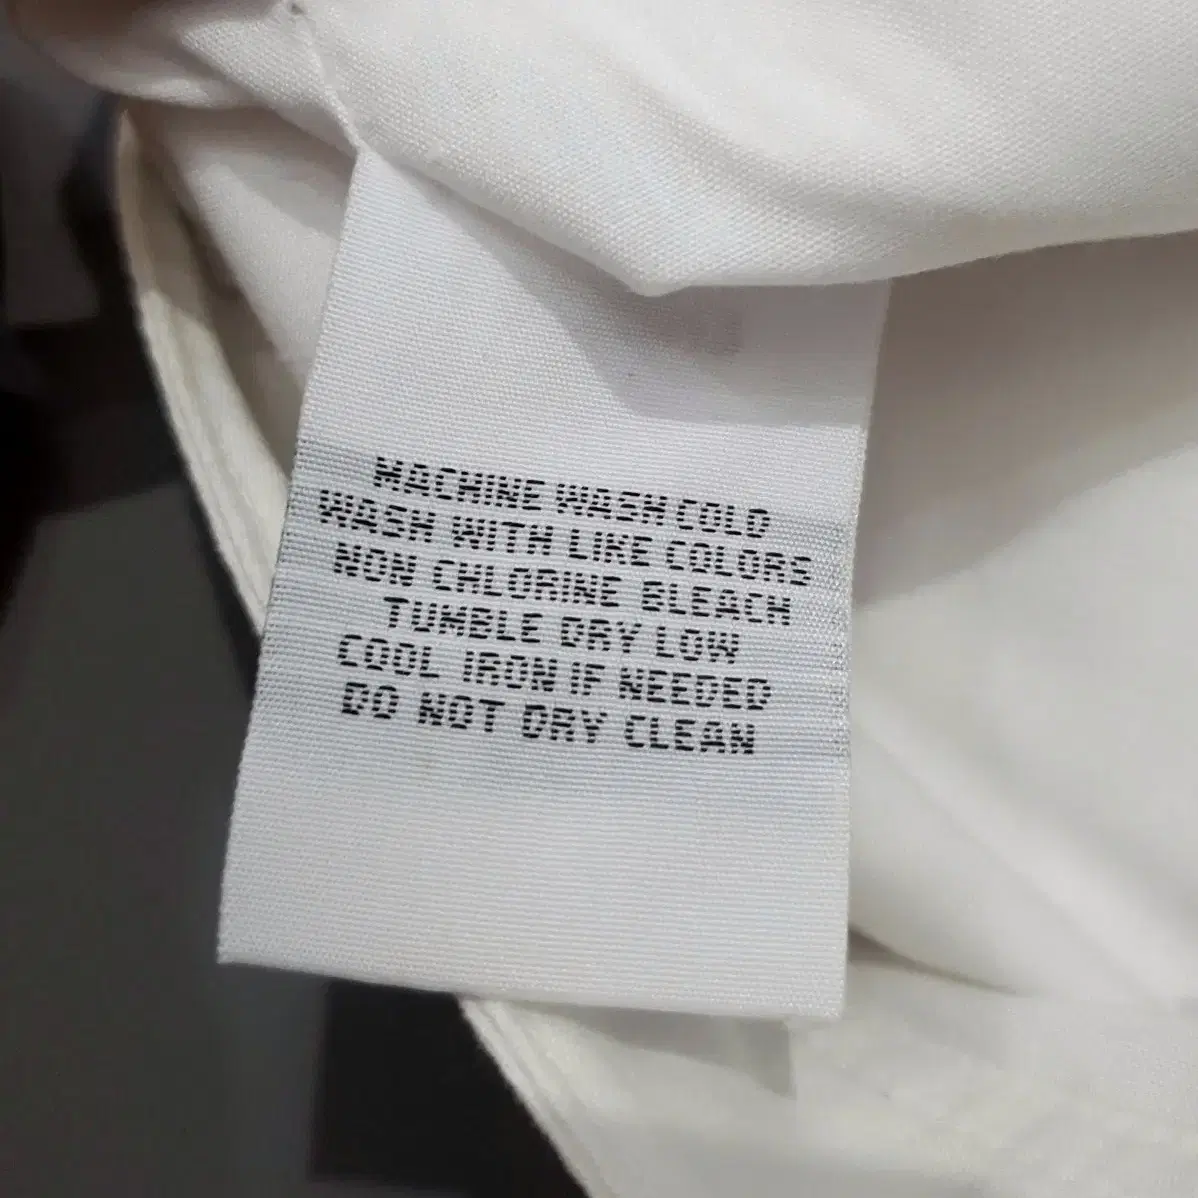 MACHINE WASH COLD
WASH WITH LIKE COLORS
NON CHLORINE BLEACH
TUMBLE DRY LOW
COOL IRON IF NEEDED
DO NOT DRY CLEAN